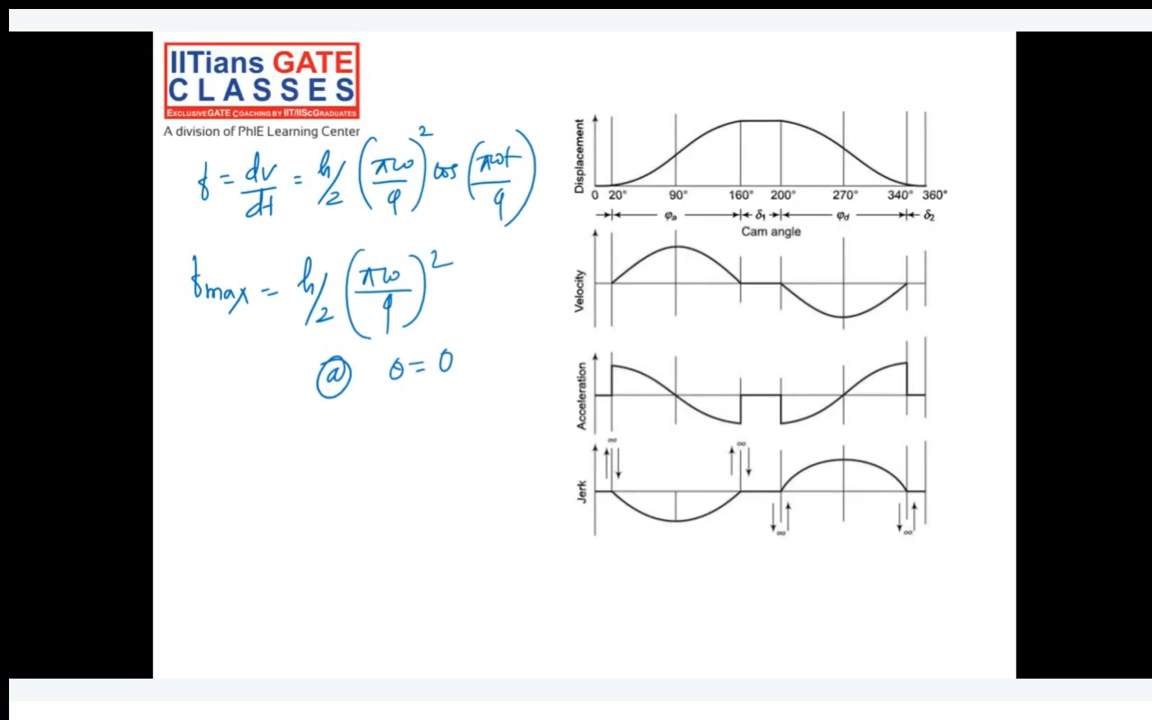 IITians GATE
CLASSES
EXCLUSIVE GATE COACHING BY IIT/IISc GRADUATES
A division of PhIE Learning Center
f = dv/dt = h/2 (πω/φ)² cos (πωt/φ)
fmax = h/2 (πω/φ)²
@ θ = 0
Displacement
0 20° 90° 160° 200° 270° 340° 360°
φa δ1 φd δ2
Cam angle
Velocity
Acceleration
∞ ∞
Jerk
∞ ∞